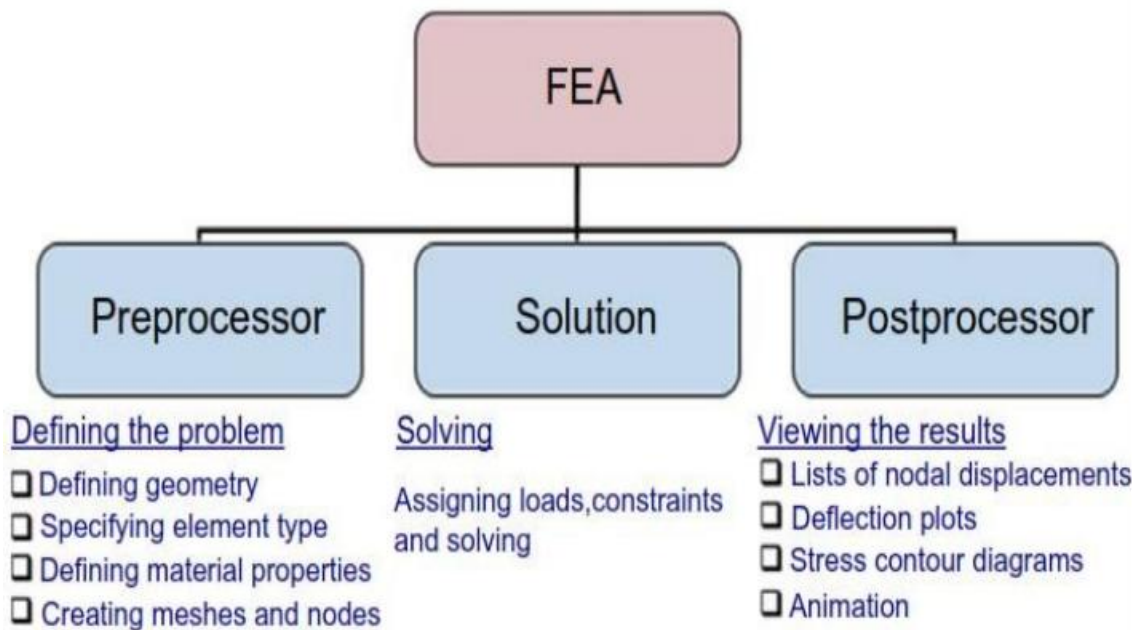 FEA
Preprocessor
Solution
Postprocessor
Defining the problem
Defining geometry
Specifying element type
Defining material properties
Creating meshes and nodes
Solving
Assigning loads,constraints
and solving
Viewing the results
Lists of nodal displacements
Deflection plots
Stress contour diagrams
Animation